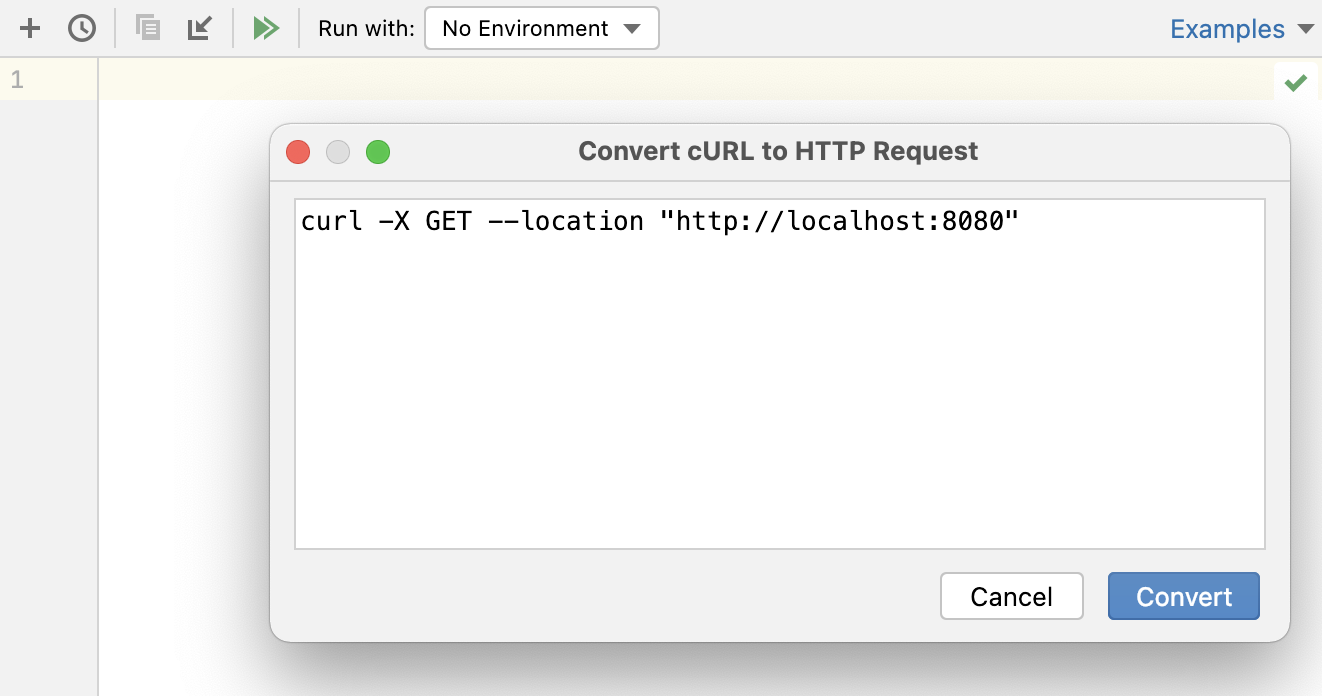 Run with: No Environment Examples
1
Convert cURL to HTTP Request
curl -X GET --location "http://localhost:8080"
Cancel Convert